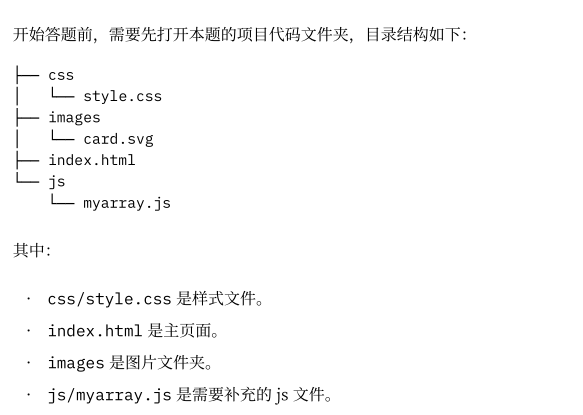 开始答题前，需要先打开本题的项目代码文件夹，目录结构如下：
├── css
│   └── style.css
├── images
│   └── card.svg
├── index.html
└── js
    └── myarray.js
其中：
· css/style.css 是样式文件。
· index.html 是主页面。
· images 是图片文件夹。
· js/myarray.js 是需要补充的 js 文件。